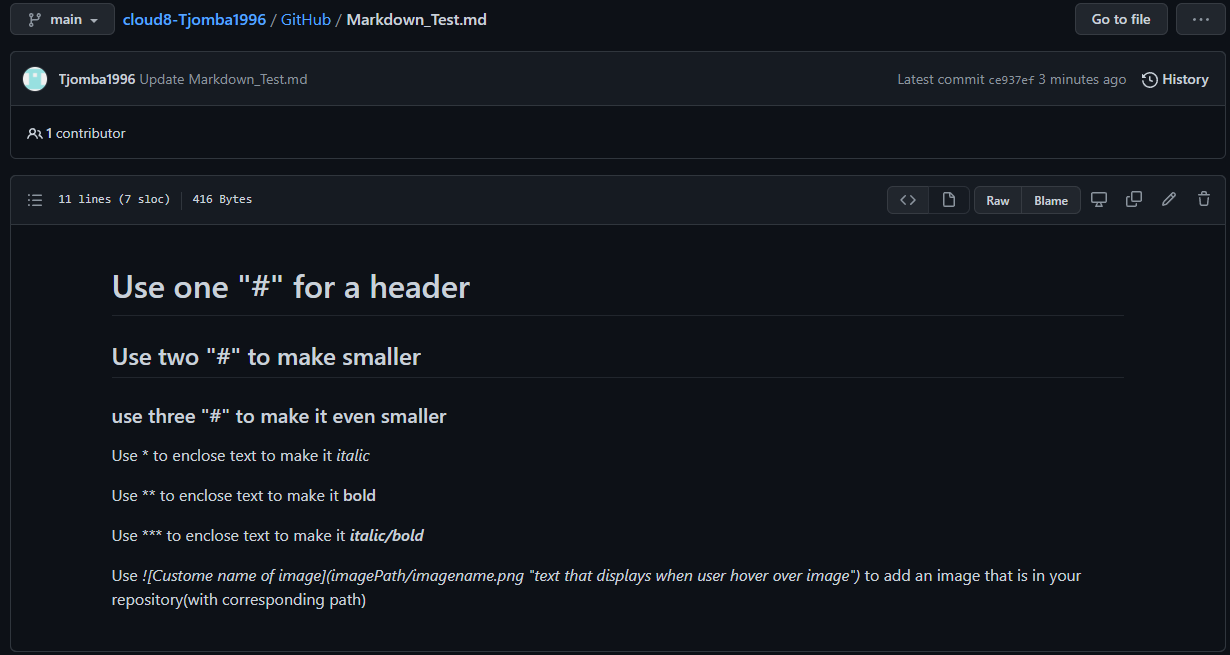 main cloud8-Tjomba1996 / GitHub / Markdown_Test.md Go to file ...
Tjomba1996 Update Markdown_Test.md Latest commit ce937ef 3 minutes ago History
1 contributor
11 lines (7 sloc) 416 Bytes <> Raw Blame
Use one "#" for a header
Use two "#" to make smaller
use three "#" to make it even smaller
Use * to enclose text to make it italic
Use ** to enclose text to make it bold
Use *** to enclose text to make it italic/bold
Use ![Custome name of image](imagePath/imagename.png "text that displays when user hover over image") to add an image that is in your
repository(with corresponding path)